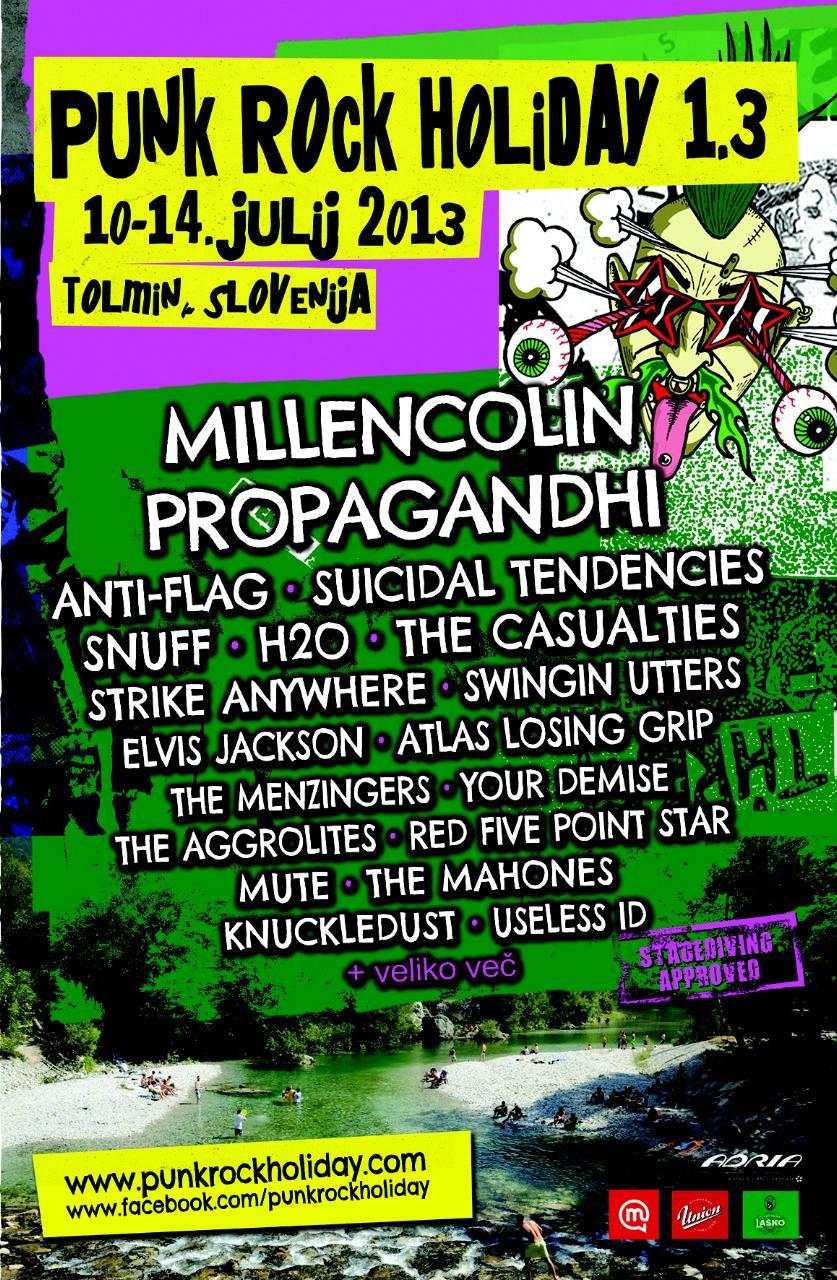 PUNK ROCK HOLiDAY 1.3
10-14. julij 2013
TOLMiN, SLOVENiJA
MILLENCOLIN
PROPAGANDHI
ANTI-FLAG • SUICIDAL TENDENCIES
SNUFF • H2O • THE CASUALTIES
STRIKE ANYWHERE • SWINGIN UTTERS
ELVIS JACKSON • ATLAS LOSING GRIP
THE MENZINGERS • YOUR DEMISE
THE AGGROLITES • RED FIVE POINT STAR
MUTE • THE MAHONES
KNUCKLEDUST • USELESS ID
+ veliko več
STAGEDIVING
APPROVED
www.punkrockholiday.com
www.facebook.com/punkrockholiday
ADRIA
m
Union
LAŠKO